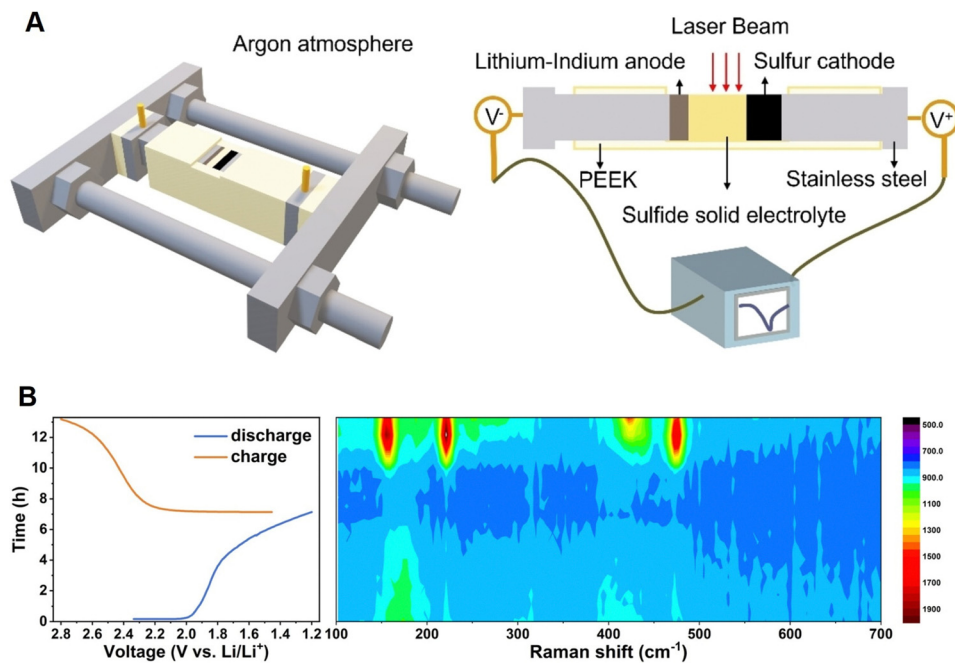 A
Argon atmosphere
Laser Beam
Lithium-Indium anode
Sulfur cathode
V-
V+
PEEK
Stainless steel
Sulfide solid electrolyte
B
discharge
charge
Time (h)
12
10
8
6
4
2
0
2.8 2.6 2.4 2.2 2.0 1.8 1.6 1.4 1.2
Voltage (V vs. Li/Li⁺)
100 200 300 400 500 600 700
Raman shift (cm⁻¹)
500.0
700.0
900.0
1100
1300
1500
1700
1900